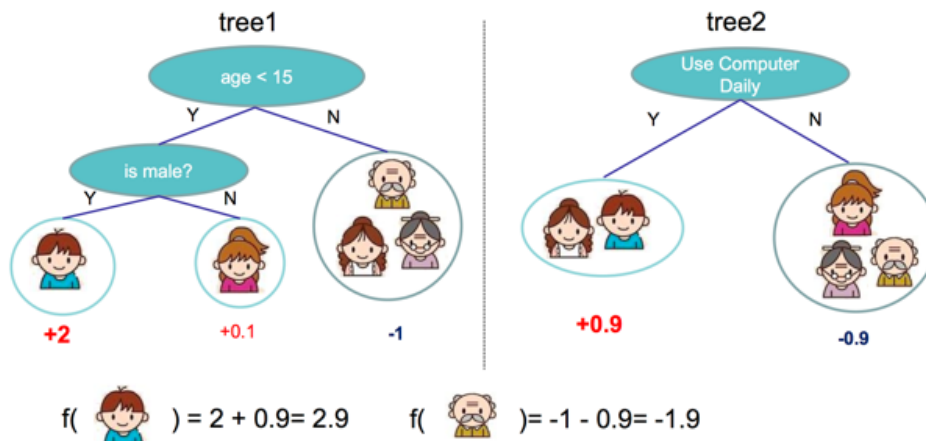 tree1
tree2
age < 15
Use Computer
Daily
Y
N
Y
N
is male?
Y
N
+2
+0.1
-1
+0.9
-0.9
f( ) = 2 + 0.9= 2.9
f( )= -1 - 0.9= -1.9